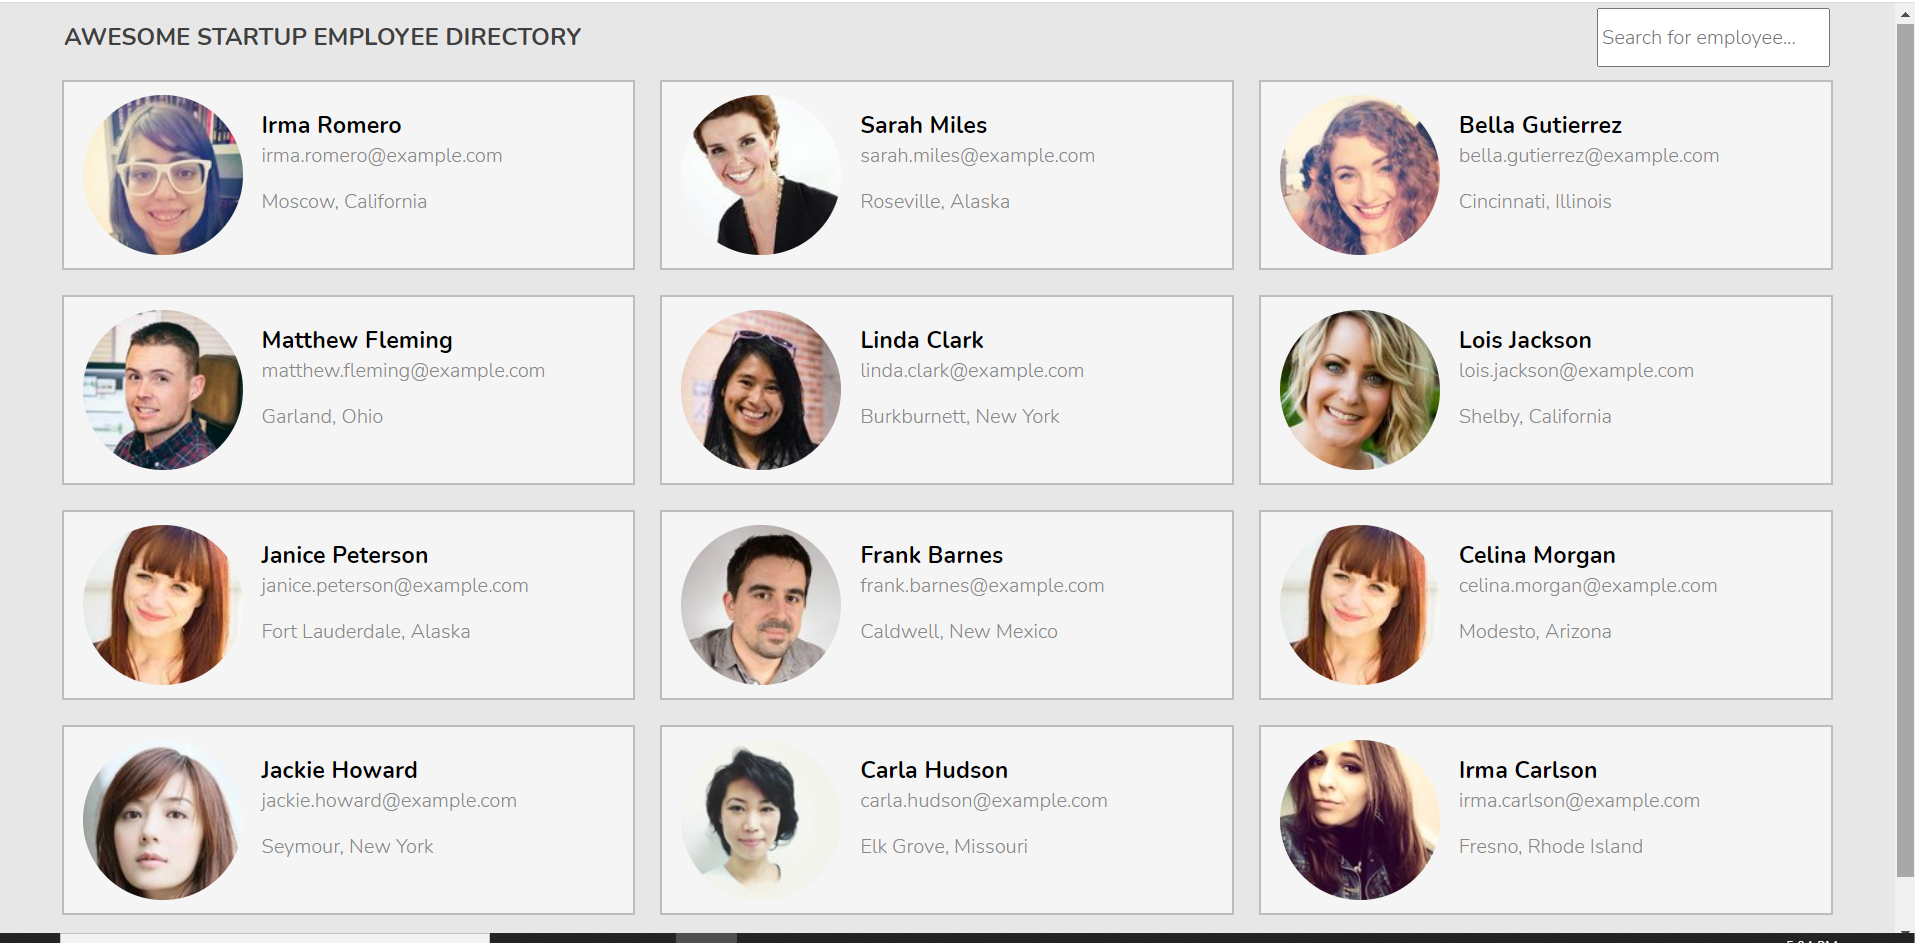 AWESOME STARTUP EMPLOYEE DIRECTORY
Search for employee...
Irma Romero
irma.romero@example.com
Moscow, California
Sarah Miles
sarah.miles@example.com
Roseville, Alaska
Bella Gutierrez
bella.gutierrez@example.com
Cincinnati, Illinois
Matthew Fleming
matthew.fleming@example.com
Garland, Ohio
Linda Clark
linda.clark@example.com
Burkburnett, New York
Lois Jackson
lois.jackson@example.com
Shelby, California
Janice Peterson
janice.peterson@example.com
Fort Lauderdale, Alaska
Frank Barnes
frank.barnes@example.com
Caldwell, New Mexico
Celina Morgan
celina.morgan@example.com
Modesto, Arizona
Jackie Howard
jackie.howard@example.com
Seymour, New York
Carla Hudson
carla.hudson@example.com
Elk Grove, Missouri
Irma Carlson
irma.carlson@example.com
Fresno, Rhode Island